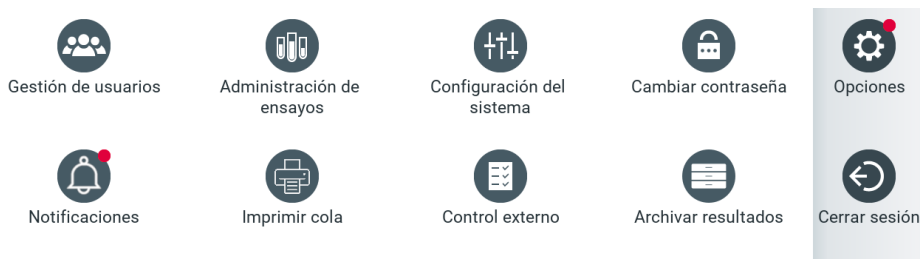 Gestión de usuarios
Administración de
ensayos
Configuración del
sistema
Cambiar contraseña
Opciones
Notificaciones
Imprimir cola
Control externo
Archivar resultados
Cerrar sesión